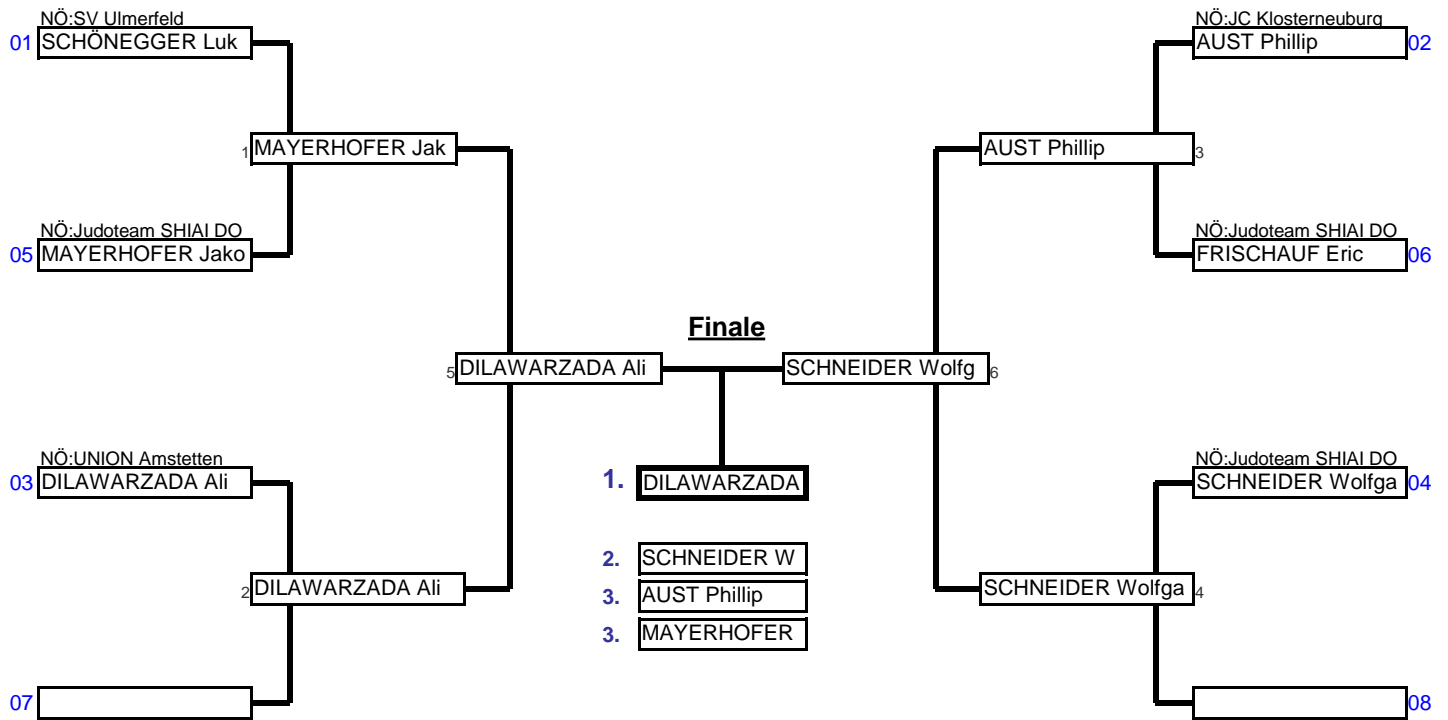 NÖ:SV Ulmerfeld
01 SCHÖNEGGER Luk
NÖ:JC Klosterneuburg
AUST Phillip 02
1 MAYERHOFER Jak
AUST Phillip 3
NÖ:Judoteam SHIAI DO
05 MAYERHOFER Jako
NÖ:Judoteam SHIAI DO
FRISCHAUF Eric 06
Finale
5 DILAWARZADA Ali
SCHNEIDER Wolfg 6
NÖ:UNION Amstetten
03 DILAWARZADA Ali
NÖ:Judoteam SHIAI DO
SCHNEIDER Wolfga 04
1. DILAWARZADA
2. SCHNEIDER W
3. AUST Phillip
3. MAYERHOFER
2 DILAWARZADA Ali
SCHNEIDER Wolfga 4
07
08